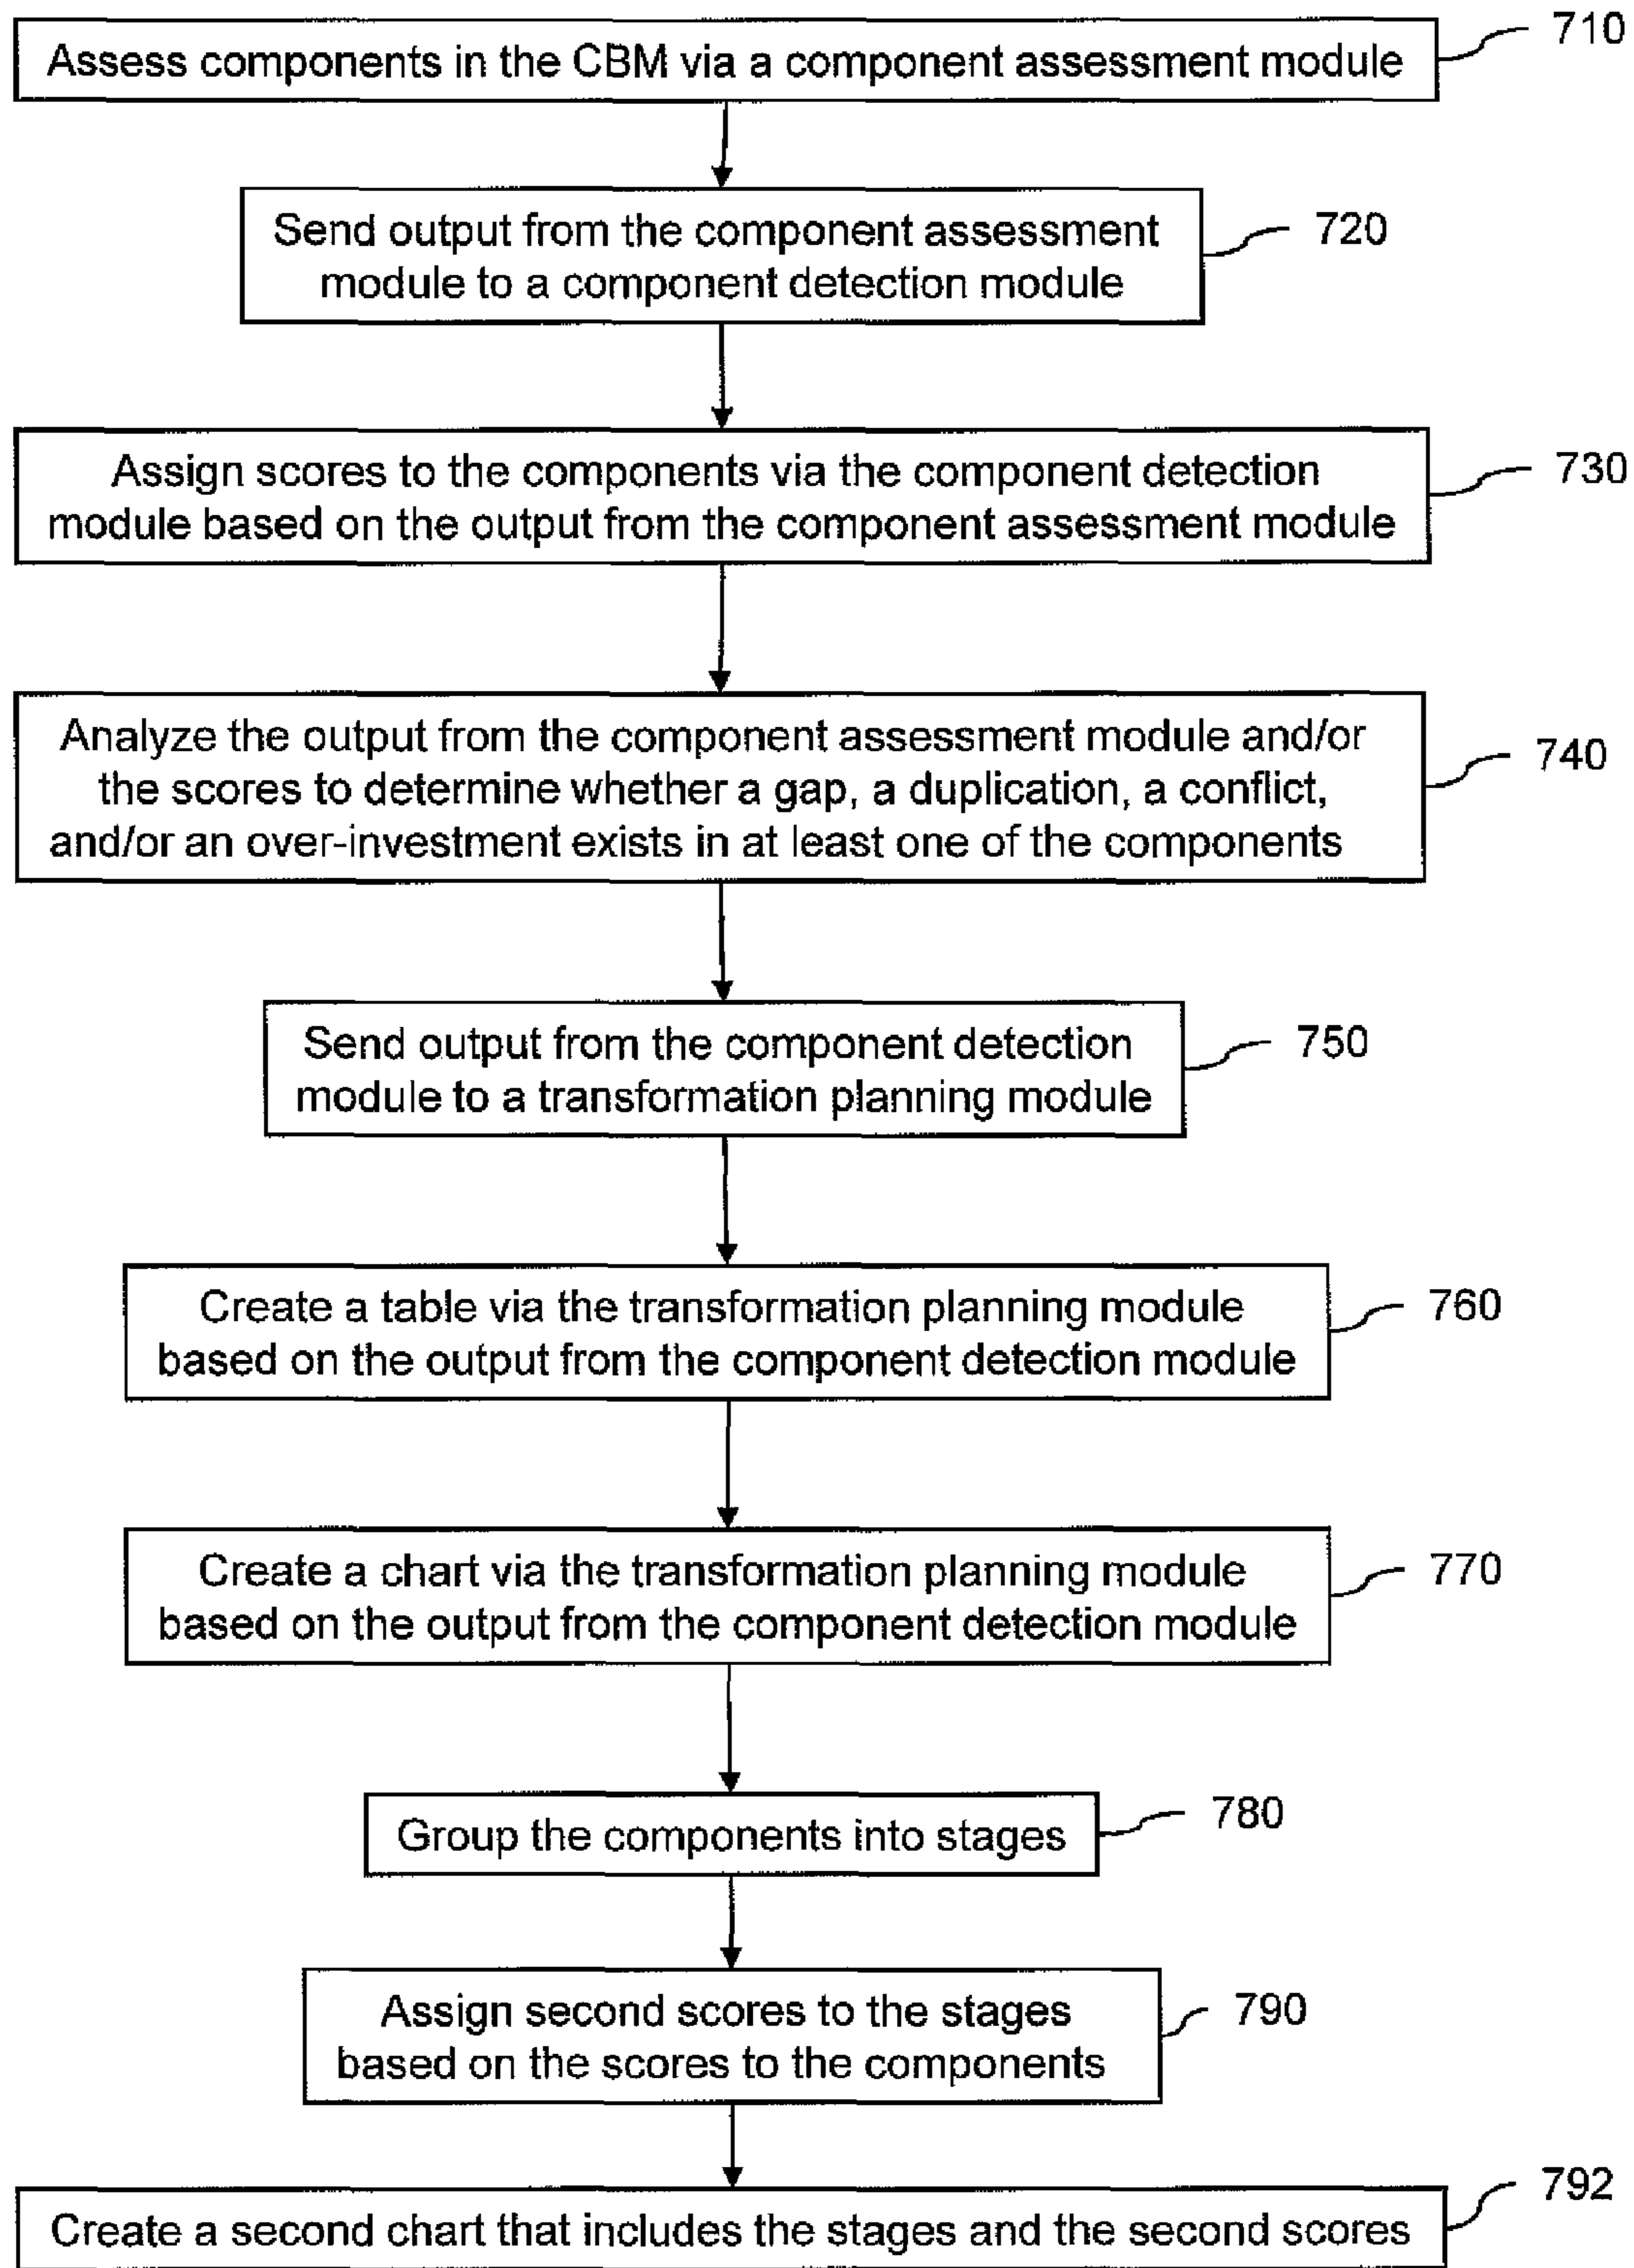 Assess components in the CBM via a component assessment module
710
Send output from the component assessment
module to a component detection module
720
Assign scores to the components via the component detection
module based on the output from the component assessment module
730
Analyze the output from the component assessment module and/or
the scores to determine whether a gap, a duplication, a conflict,
and/or an over-investment exists in at least one of the components
740
Send output from the component detection
module to a transformation planning module
750
Create a table via the transformation planning module
based on the output from the component detection module
760
Create a chart via the transformation planning module
based on the output from the component detection module
770
Group the components into stages
780
Assign second scores to the stages
based on the scores to the components
790
Create a second chart that includes the stages and the second scores
792